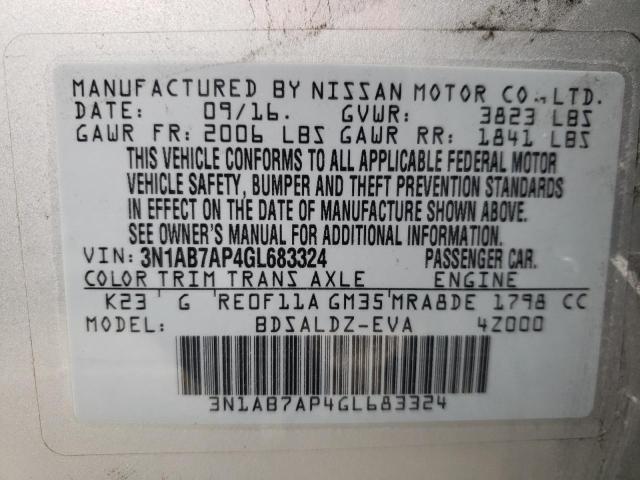 MANUFACTURED BY NISSAN MOTOR CO., LTD.
DATE: 09/16. GVWR: 3823 LBS
GAWR FR: 2006 LBS GAWR RR: 1841 LBS
THIS VEHICLE CONFORMS TO ALL APPLICABLE FEDERAL MOTOR
VEHICLE SAFETY, BUMPER AND THEFT PREVENTION STANDARDS
IN EFFECT ON THE DATE OF MANUFACTURE SHOWN ABOVE.
SEE OWNER'S MANUAL FOR ADDITIONAL INFORMATION.
VIN: 3N1AB7AP4GL683324 PASSENGER CAR.
COLOR TRIM TRANS AXLE ENGINE
K23 G RE0F11A GM35 MRA8DE 1798 CC
MODEL: BDSALDZ-EVA 4Z000
3N1AB7AP4GL683324